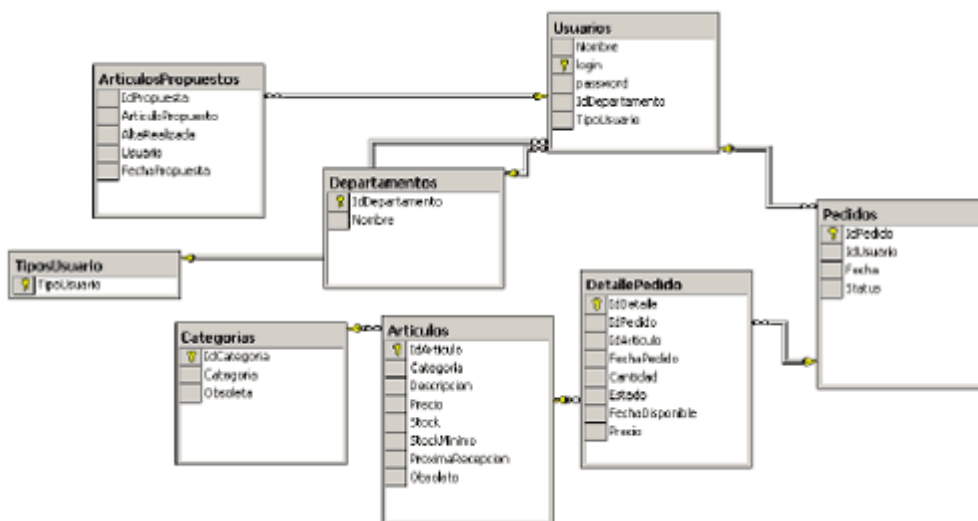 Usuarios
Nombre
login
password
IdDepartamento
TipoUsuario
ArticulosPropuestos
IdPropuesta
ArticuloPropuesto
AltaRealizada
Usuario
FechaPropuesta
Departamentos
IdDepartamento
Nombre
Pedidos
IdPedido
IdUsuario
Fecha
Status
TiposUsuario
TipoUsuario
DetallePedido
IdDetalle
IdPedido
IdArticulo
FechaPedido
Cantidad
Estado
FechaDisponible
Precio
Categorias
IdCategoria
Categoria
Obsoleta
Articulos
IdArticulo
Categoria
Descripcion
Precio
Stock
StockMinimo
ProximaRecepcion
Obsoleto